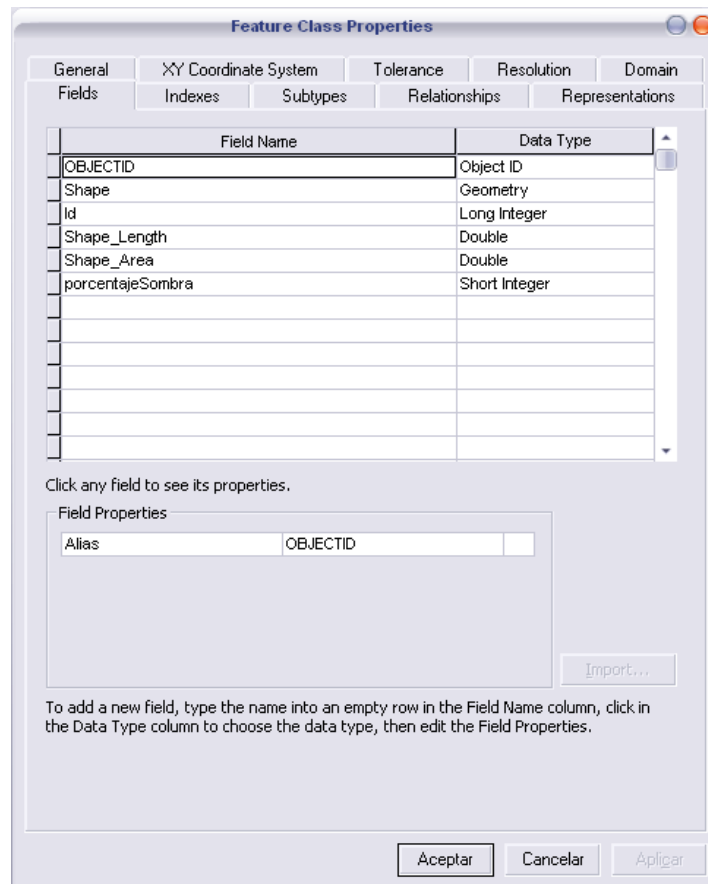 Feature Class Properties
General XY Coordinate System Tolerance Resolution Domain
Fields Indexes Subtypes Relationships Representations
Field Name Data Type
OBJECTID Object ID
Shape Geometry
Id Long Integer
Shape_Length Double
Shape_Area Double
porcentajeSombra Short Integer
Click any field to see its properties.
Field Properties
Alias OBJECTID
Import...
To add a new field, type the name into an empty row in the Field Name column, click in
the Data Type column to choose the data type, then edit the Field Properties.
Aceptar Cancelar Aplicar